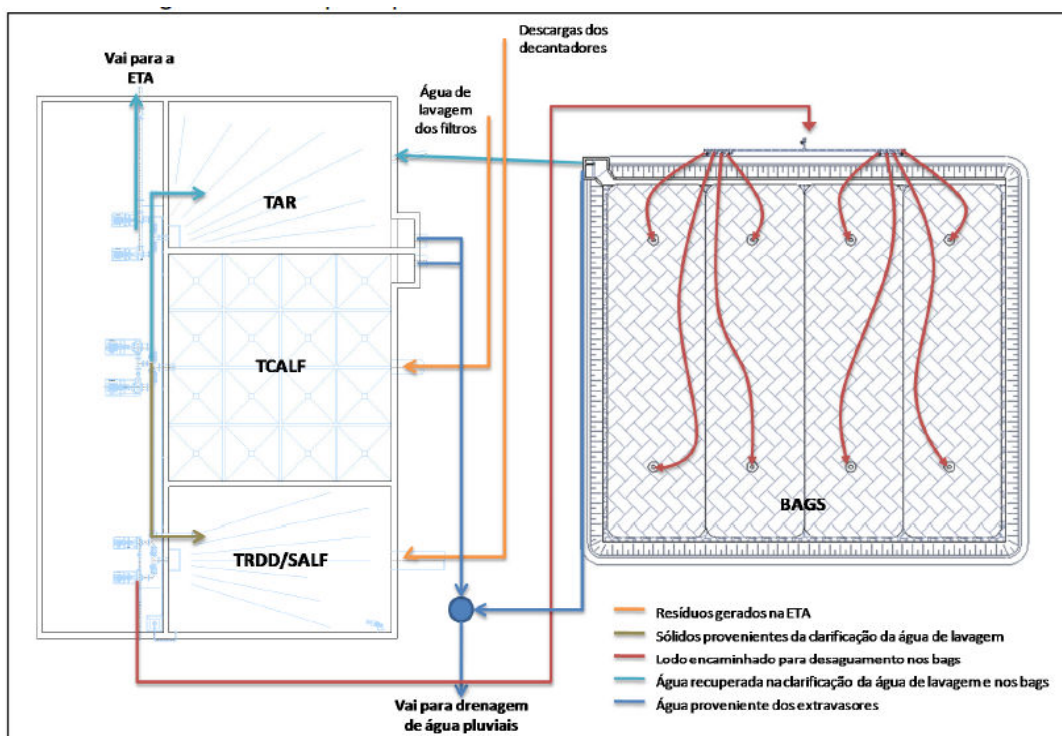 Descargas dos
decantadores
Vai para a
ETA
Água de
lavagem
dos filtros
TAR
TCALF
BAGS
TRDD/SALF
Resíduos gerados na ETA
Sólidos provenientes da clarificação da água de lavagem
Lodo encaminhado para desaguamento nos bags
Água recuperada na clarificação da água de lavagem e nos bags
Água proveniente dos extravasores
Vai para drenagem
de água pluviais